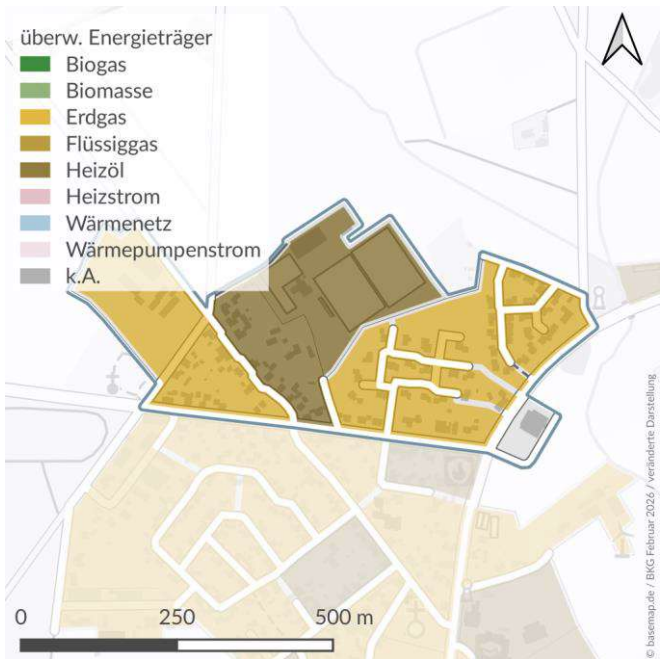 überw. Energieträger
Biogas
Biomasse
Erdgas
Flüssiggas
Heizöl
Heizstrom
Wärmenetz
Wärmepumpenstrom
k.A.
0 250 500 m
© basemap.de / BKG Februar 2026 / veränderte Darstellung